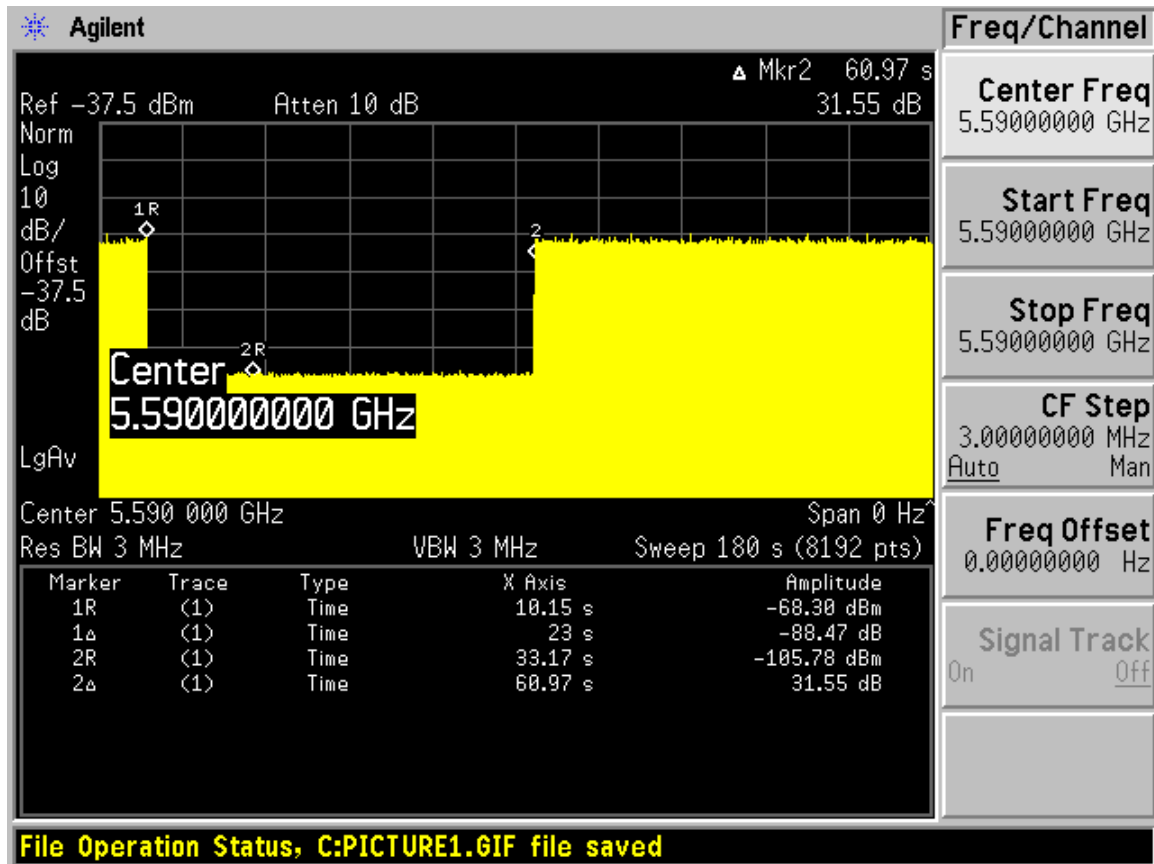 Agilent
Freq/Channel
Δ Mkr2 60.97 s
Ref −37.5 dBm Atten 10 dB 31.55 dB
Norm
Log
10
dB/
Offst
−37.5
dB
LgAv
1R
2
2R
Center
5.590000000 GHz
Center 5.590 000 GHz Span 0 Hz^
Res BW 3 MHz VBW 3 MHz Sweep 180 s (8192 pts)
Marker Trace Type X Axis Amplitude
1R (1) Time 10.15 s −68.30 dBm
1Δ (1) Time 23 s −88.47 dB
2R (1) Time 33.17 s −105.78 dBm
2Δ (1) Time 60.97 s 31.55 dB
Center Freq
5.59000000 GHz
Start Freq
5.59000000 GHz
Stop Freq
5.59000000 GHz
CF Step
3.00000000 MHz
Auto Man
Freq Offset
0.00000000 Hz
Signal Track
On Off
File Operation Status, C:PICTURE1.GIF file saved